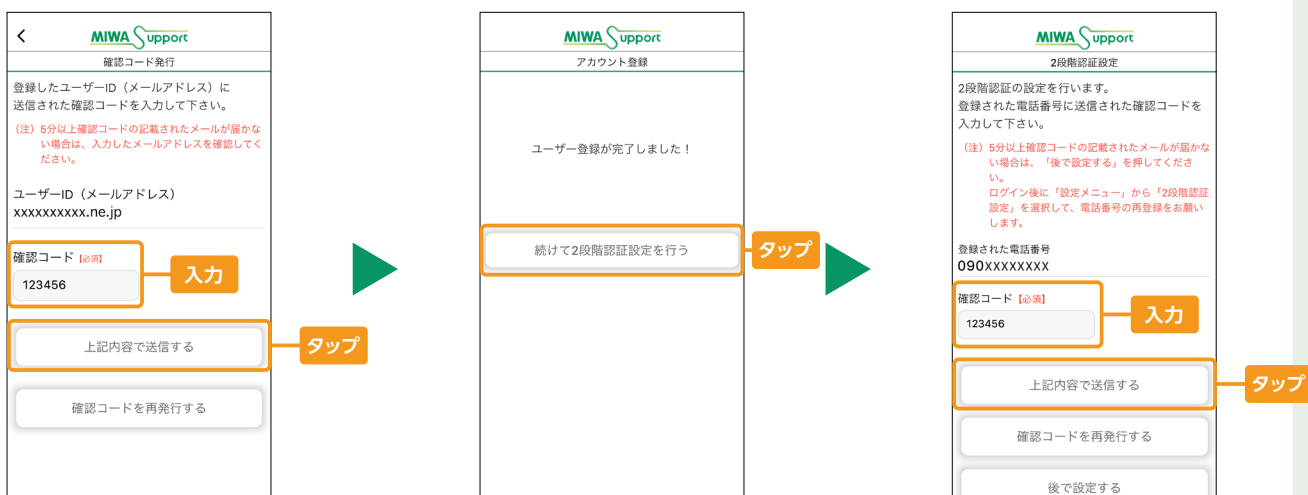 MIWA Support
確認コード発行
登録したユーザーID（メールアドレス）に
送信された確認コードを入力して下さい。
（注）5分以上確認コードの記載されたメールが届かな
い場合は、入力したメールアドレスを確認してく
ださい。
ユーザーID（メールアドレス）
xxxxxxxxxx.ne.jp
確認コード【必須】
123456
入力
上記内容で送信する
タップ
確認コードを再発行する
MIWA Support
アカウント登録
ユーザー登録が完了しました！
続けて2段階認証設定を行う
タップ
MIWA Support
2段階認証設定
2段階認証の設定を行います。
登録された電話番号に送信された確認コードを
入力して下さい。
（注）5分以上確認コードの記載されたメールが届かな
い場合は、「後で設定する」を押してくださ
い。
ログイン後に「設定メニュー」から「2段階認証
設定」を選択して、電話番号の再登録をお願い
します。
登録された電話番号
090XXXXXXXX
確認コード【必須】
123456
入力
上記内容で送信する
タップ
確認コードを再発行する
後で設定する